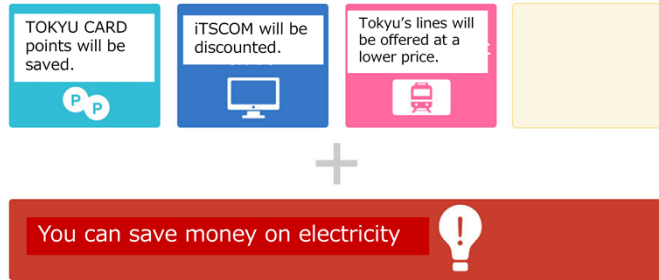 TOKYU CARD
points will be
saved.
iTSCOM will be
discounted.
Tokyu's lines will
be offered at a
lower price.
P
P
You can save money on electricity
!